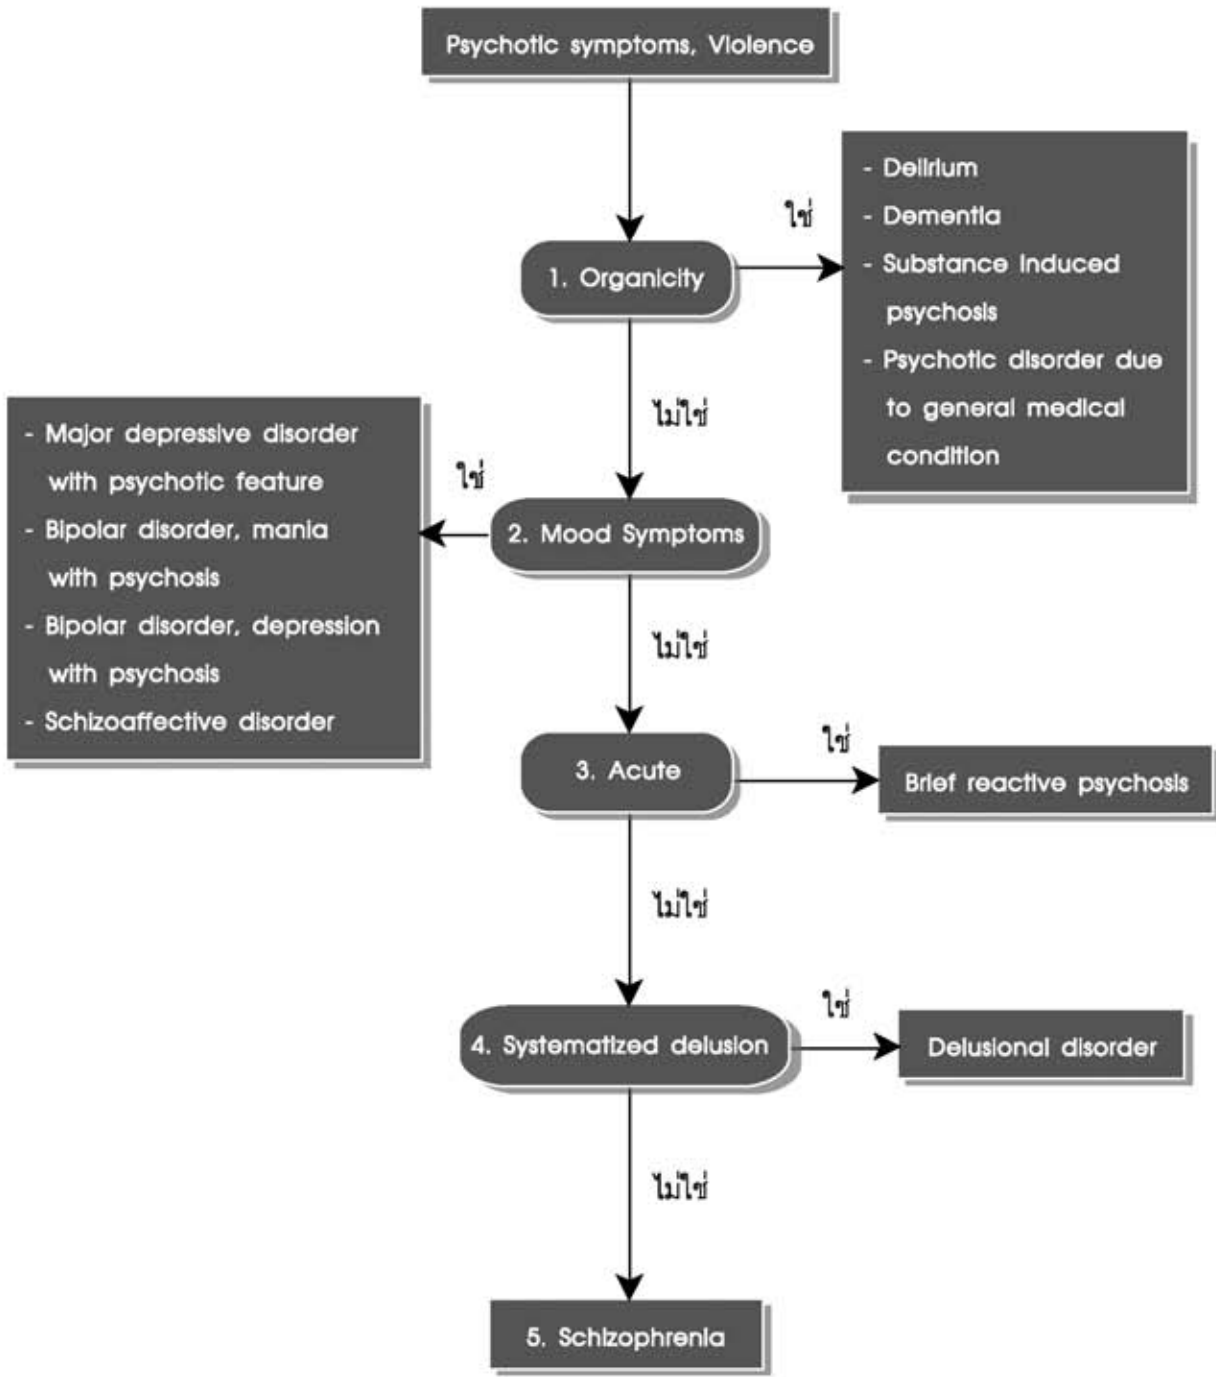 Psychotic symptoms, Violence
ใช่
- Delirium
- Dementia
- Substance induced
psychosis
- Psychotic disorder due
to general medical
condition
1. Organicity
ไม่ใช่
- Major depressive disorder
with psychotic feature
- Bipolar disorder, mania
with psychosis
- Bipolar disorder, depression
with psychosis
- Schizoaffective disorder
ใช่
2. Mood Symptoms
ไม่ใช่
3. Acute
ใช่
Brief reactive psychosis
ไม่ใช่
4. Systematized delusion
ใช่
Delusional disorder
ไม่ใช่
5. Schizophrenia